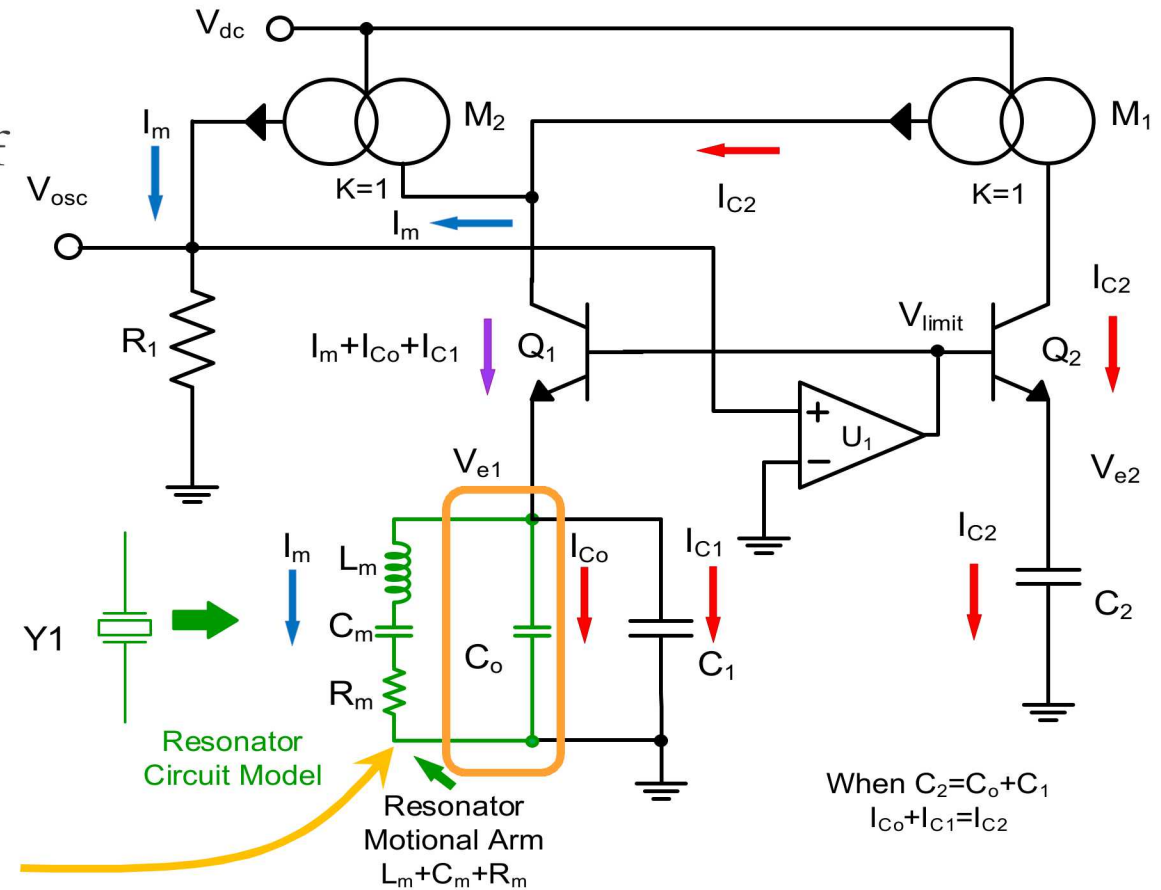 Vdc
M2
M1
Im
f
K=1
K=1
Vosc
IC2
Im
IC2
Vlimit
R1
Im+ICo+IC1
Q1
Q2
+
U1
−
Ve1
Ve2
Im
Lm
ICo
IC1
IC2
Y1
Cm
Co
C1
C2
Rm
Resonator
Circuit Model
Resonator
Motional Arm
Lm+Cm+Rm
When C2=Co+C1
ICo+IC1=IC2